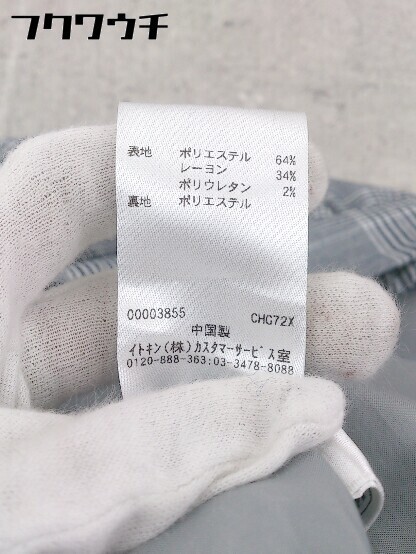 フクワウチ
表地 ポリエステル 64%
レーヨン 34%
ポリウレタン 2%
裏地 ポリエステル
00003855 CHG72X
中国製
イトキン(株)カスタマーサービス室
0120-888-363:03-3478-8088